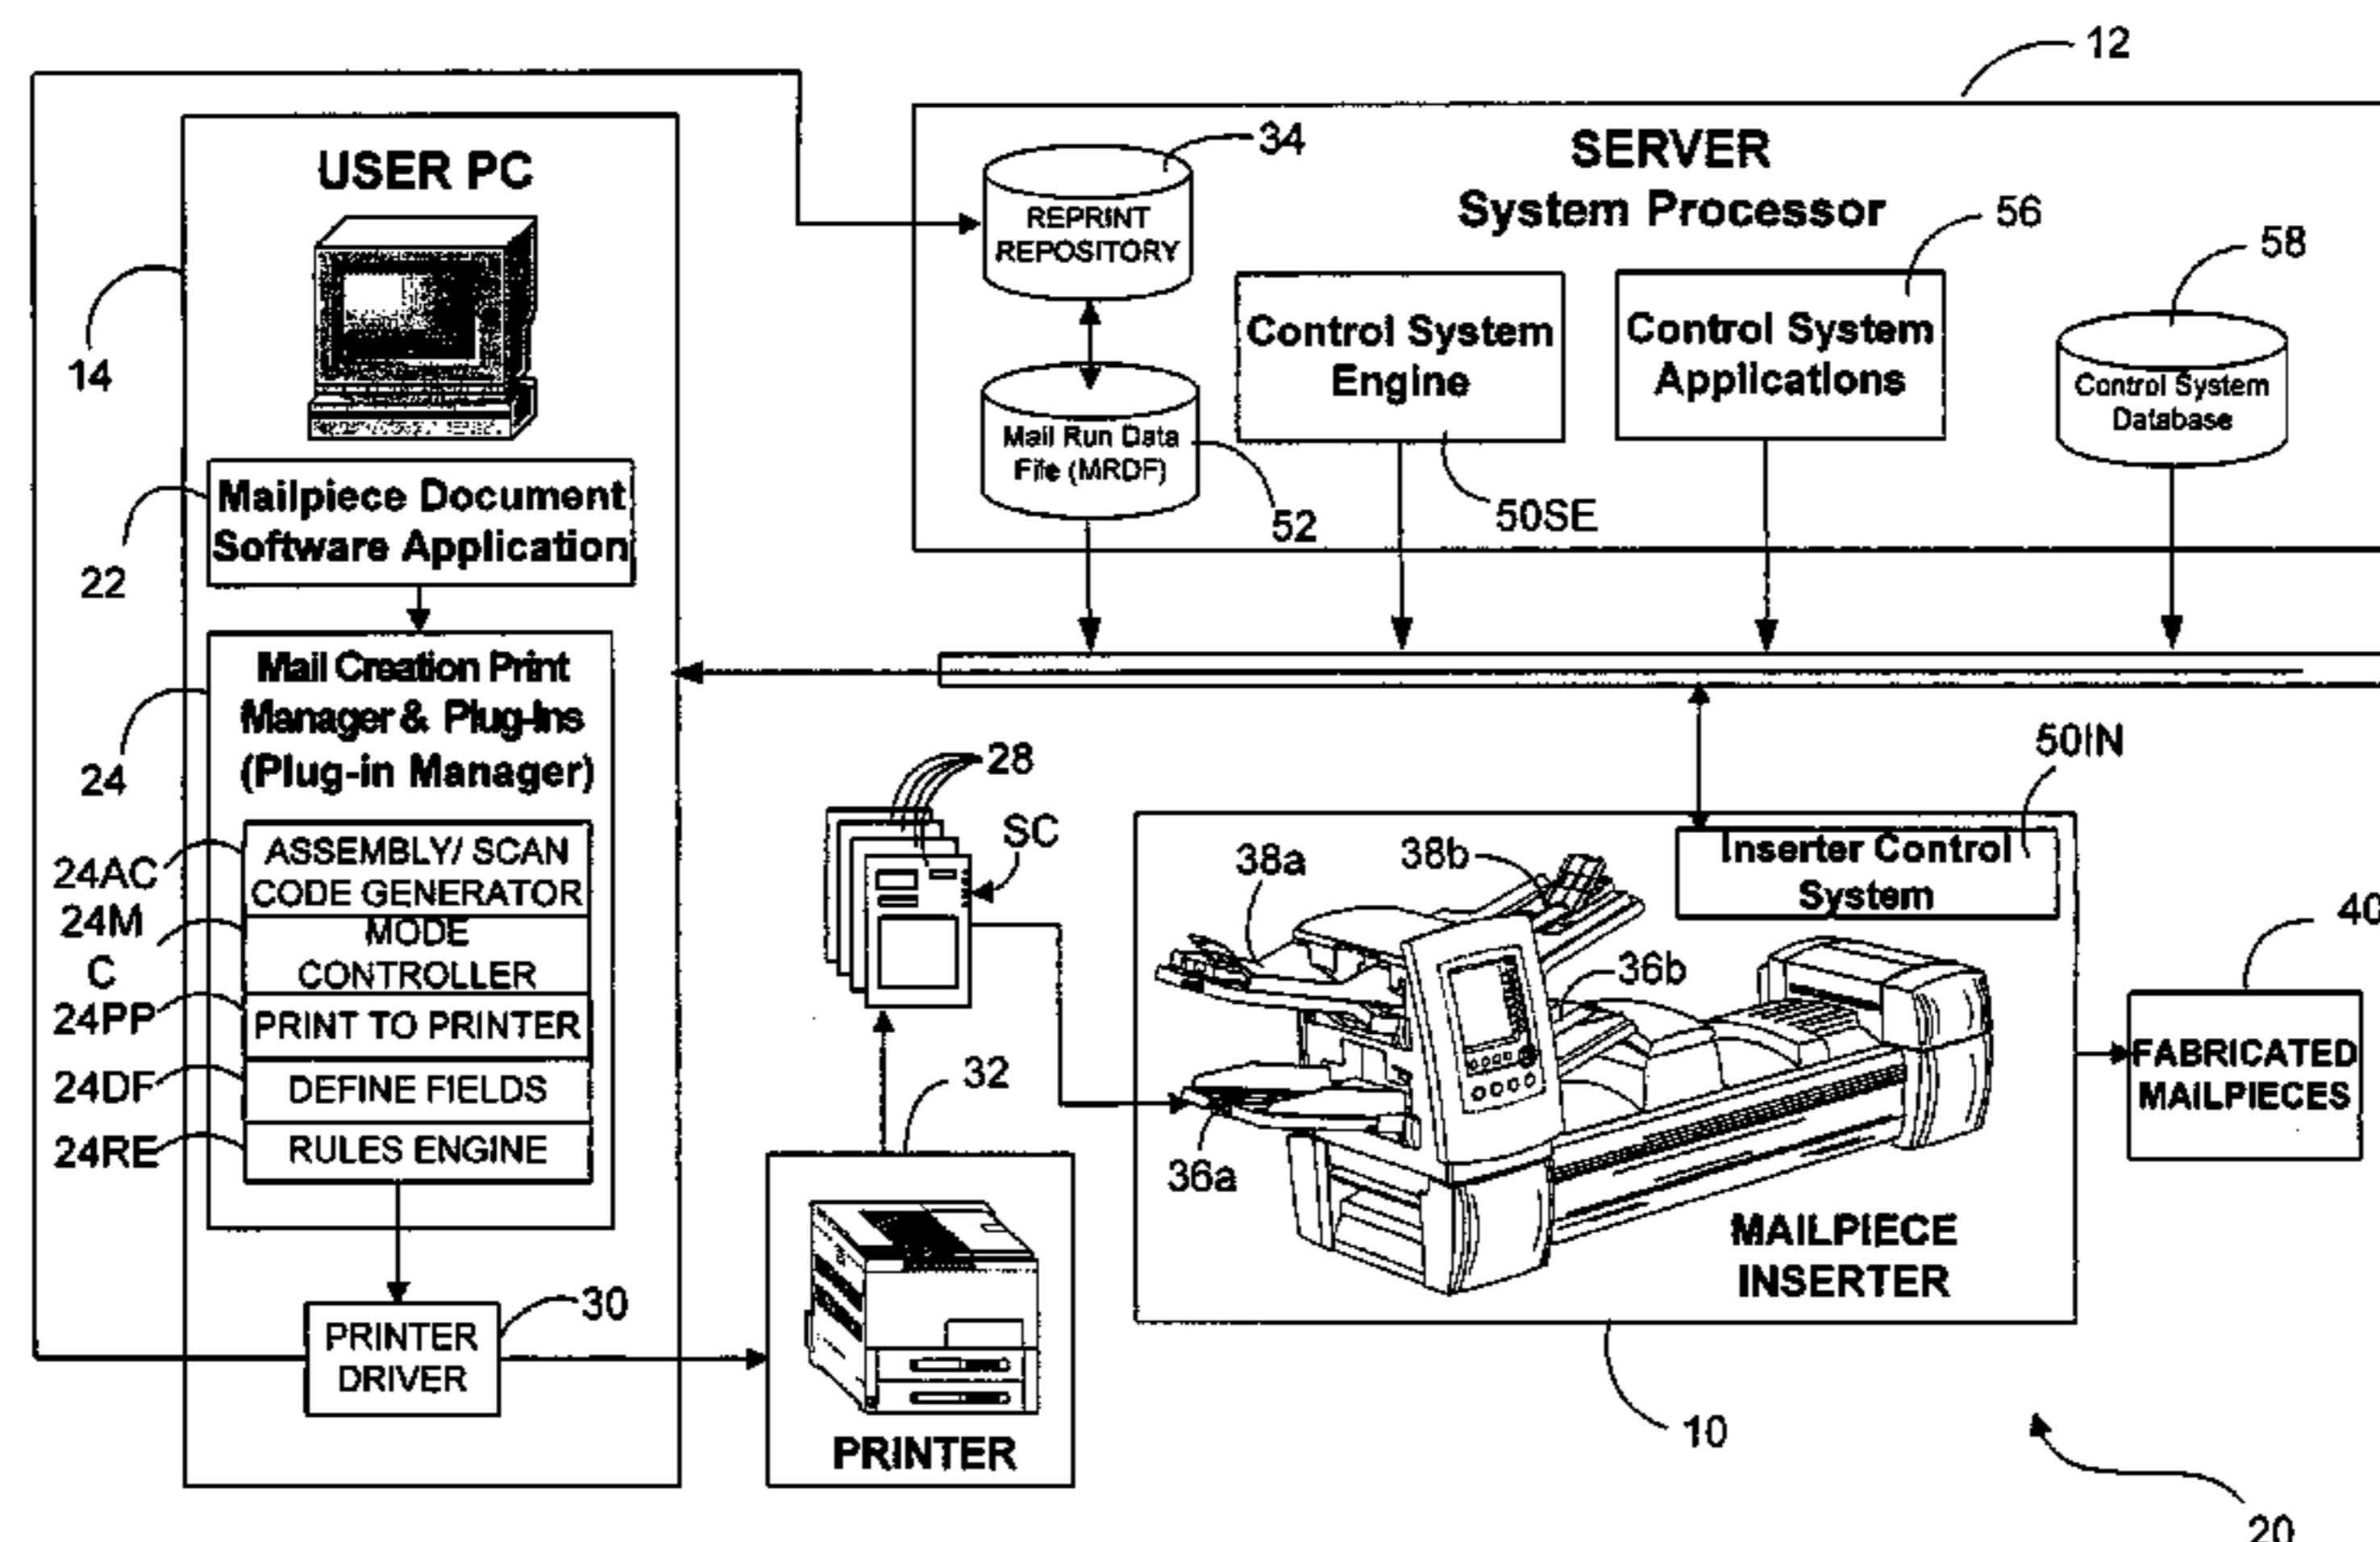 12
USER PC
14
22
Mailpiece Document
Software Application
24
Mail Creation Print
Manager & Plug-Ins
(Plug-in Manager)
24AC
ASSEMBLY/ SCAN
CODE GENERATOR
24M
C
MODE
CONTROLLER
24PP
PRINT TO PRINTER
24DF
DEFINE FIELDS
24RE
RULES ENGINE
30
PRINTER
DRIVER
SERVER
System Processor
34
REPRINT
REPOSITORY
Mail Run Data
File (MRDF)
52
Control System
Engine
50SE
56
Control System
Applications
58
Control System
Database
28
SC
32
PRINTER
50IN
Inserter Control
System
38a
38b
36b
36a
MAILPIECE
INSERTER
10
40
FABRICATED
MAILPIECES
20